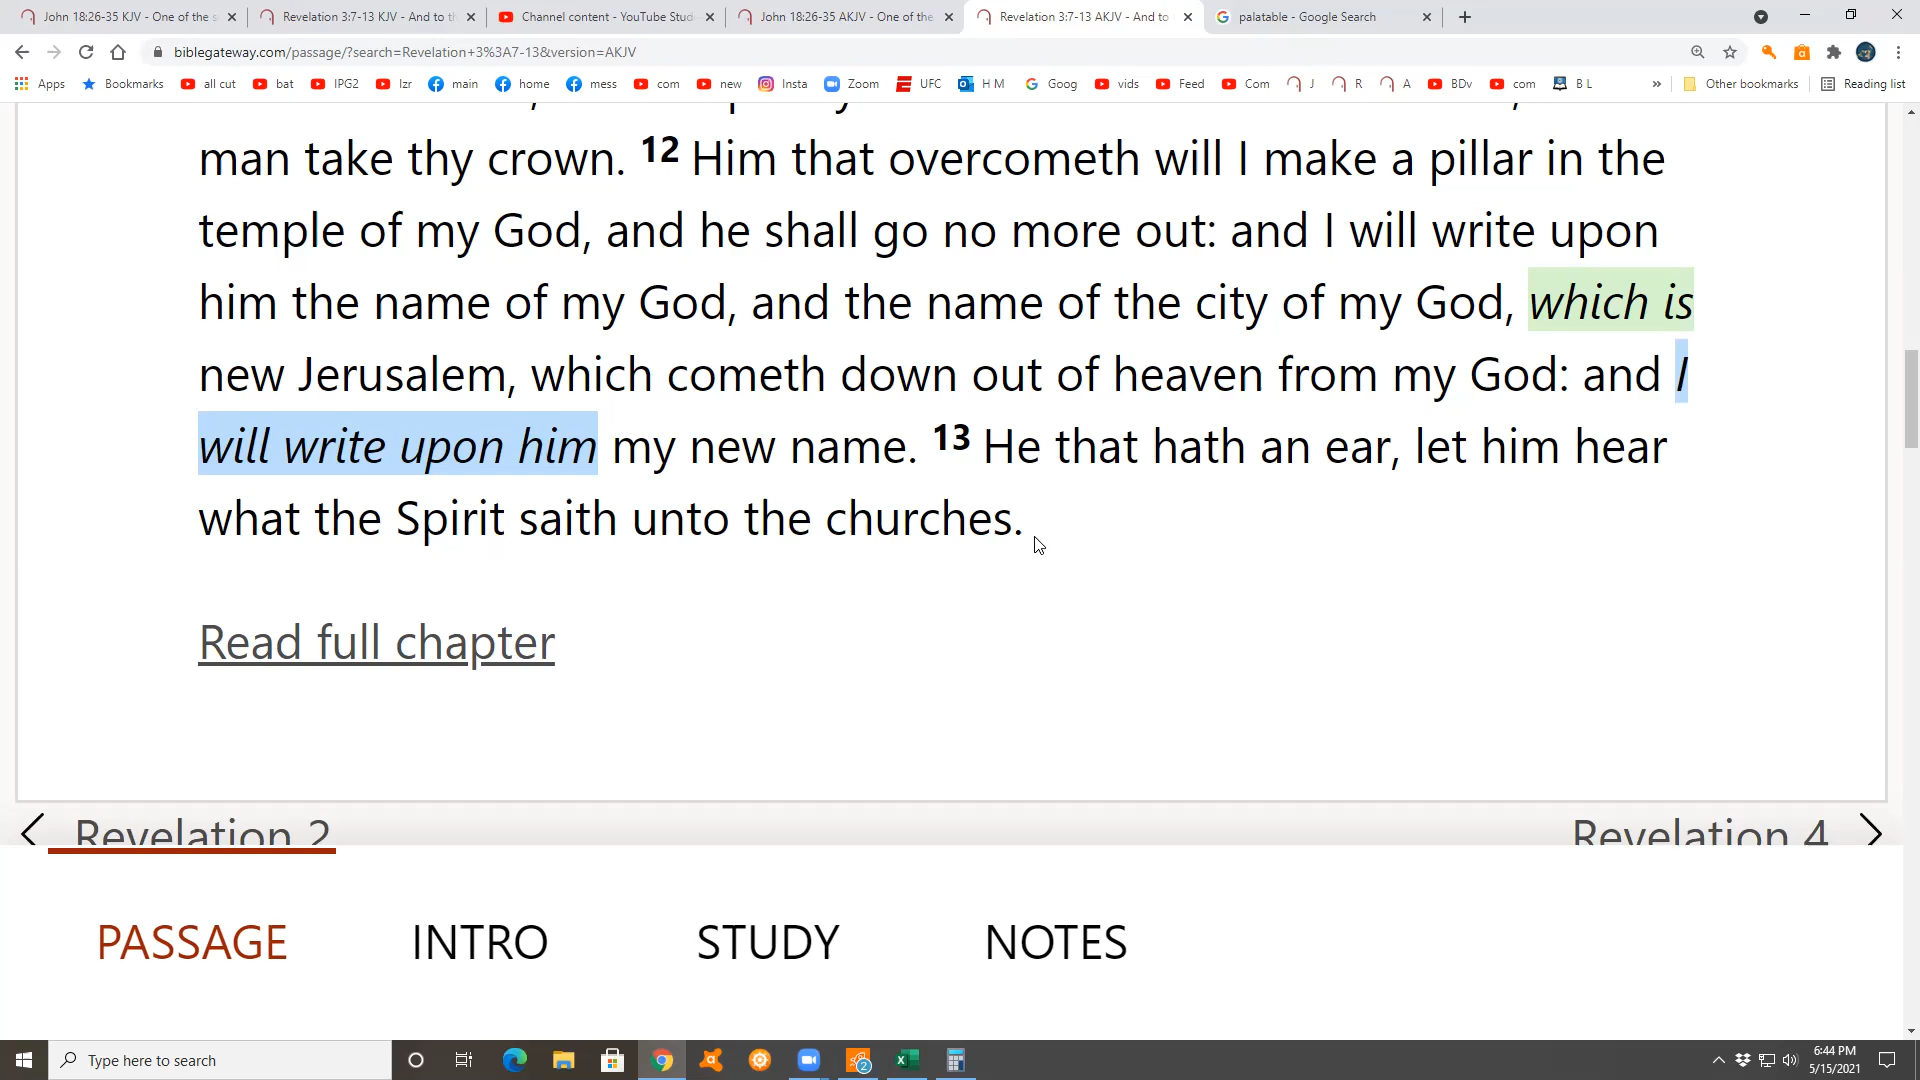 John 18:26-35 KJV - One of the s
Revelation 3:7-13 KJV - And to th
Channel content - YouTube Stud
John 18:26-35 AKJV - One of the
Revelation 3:7-13 AKJV - And to
palatable - Google Search
biblegateway.com/passage/?search=Revelation+3%3A7-13&version=AKJV
Apps Bookmarks all cut bat IPG2 lzr main home mess com new Insta Zoom UFC H M Goog vids Feed Com J R A BDv com B L » Other bookmarks Reading list
man take thy crown. 12 Him that overcometh will I make a pillar in the
temple of my God, and he shall go no more out: and I will write upon
him the name of my God, and the name of the city of my God, which is
new Jerusalem, which cometh down out of heaven from my God: and I
will write upon him my new name. 13 He that hath an ear, let him hear
what the Spirit saith unto the churches.
Read full chapter
Revelation 2 Revelation 4
PASSAGE INTRO STUDY NOTES
Type here to search
2
6:44 PM
5/15/2021